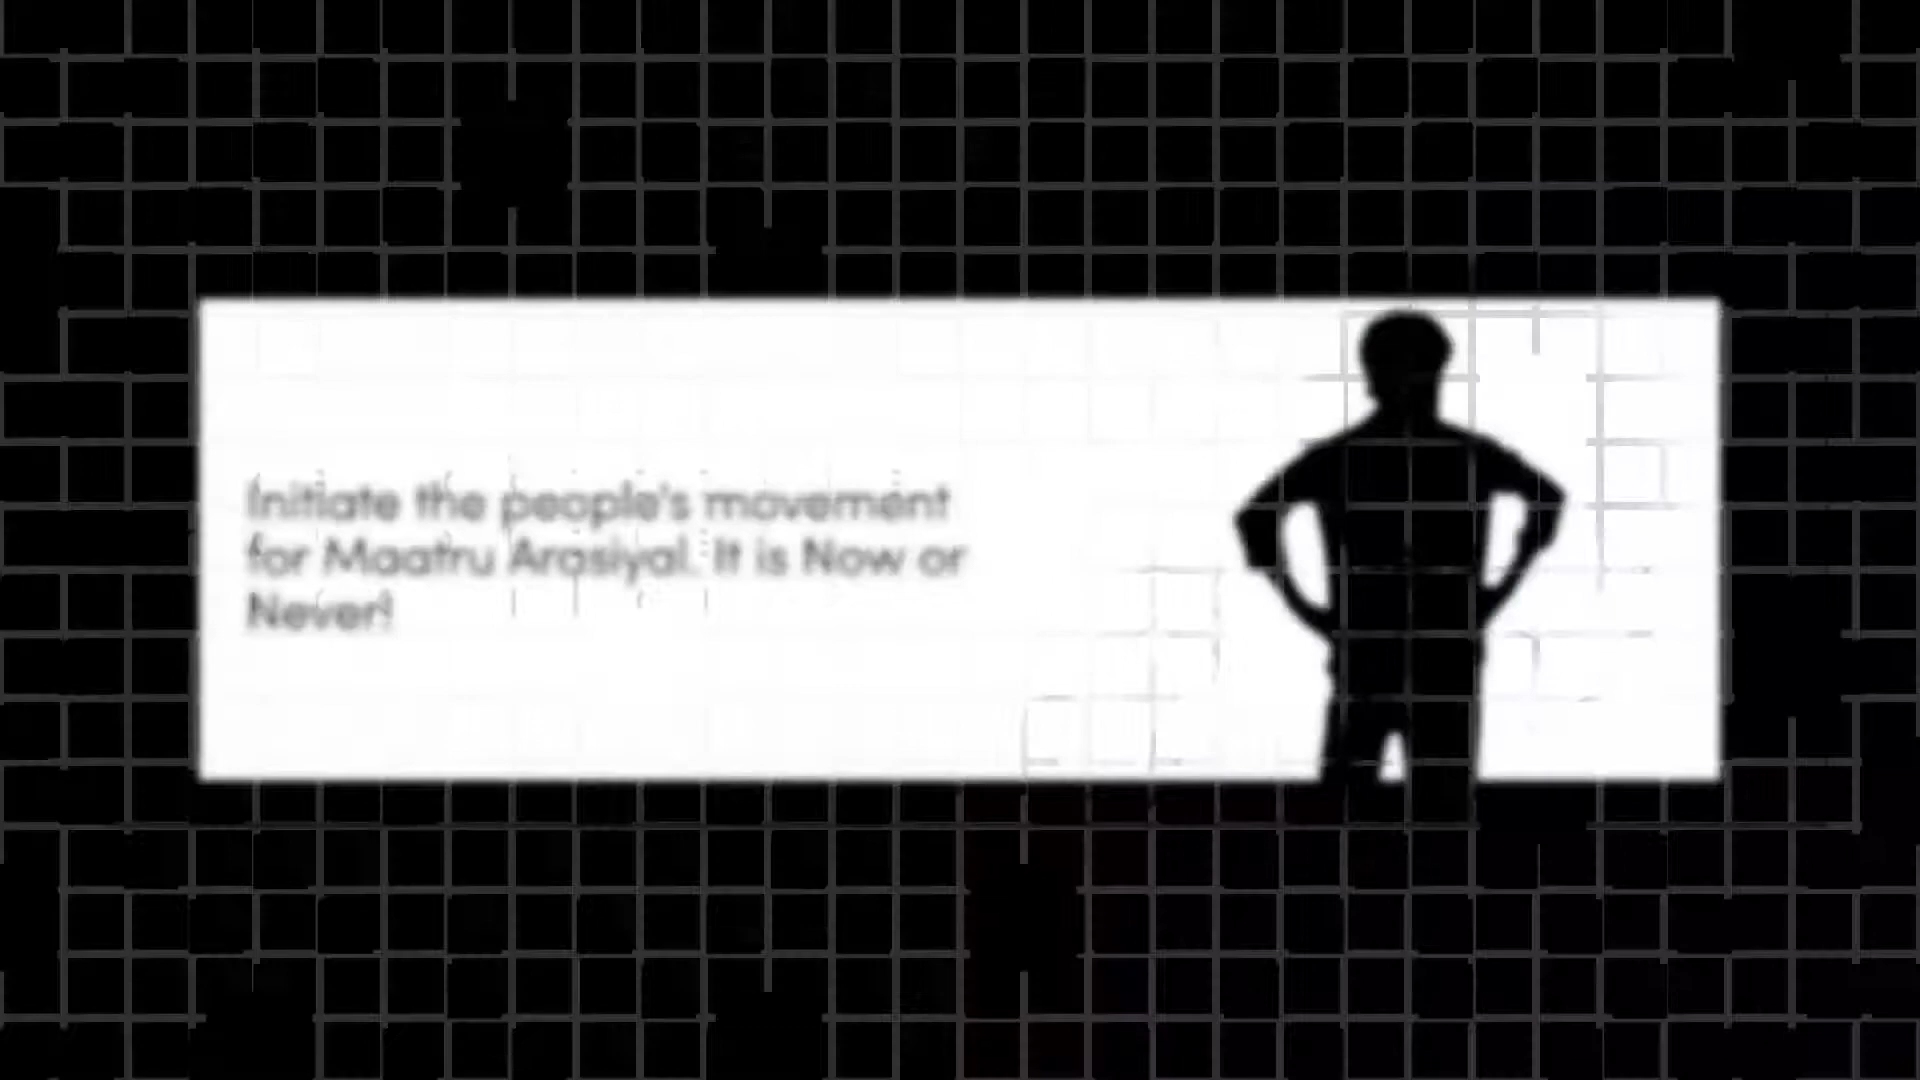 Initiate the people's movement
for Maatru Arasiyal. It is Now or
Never!